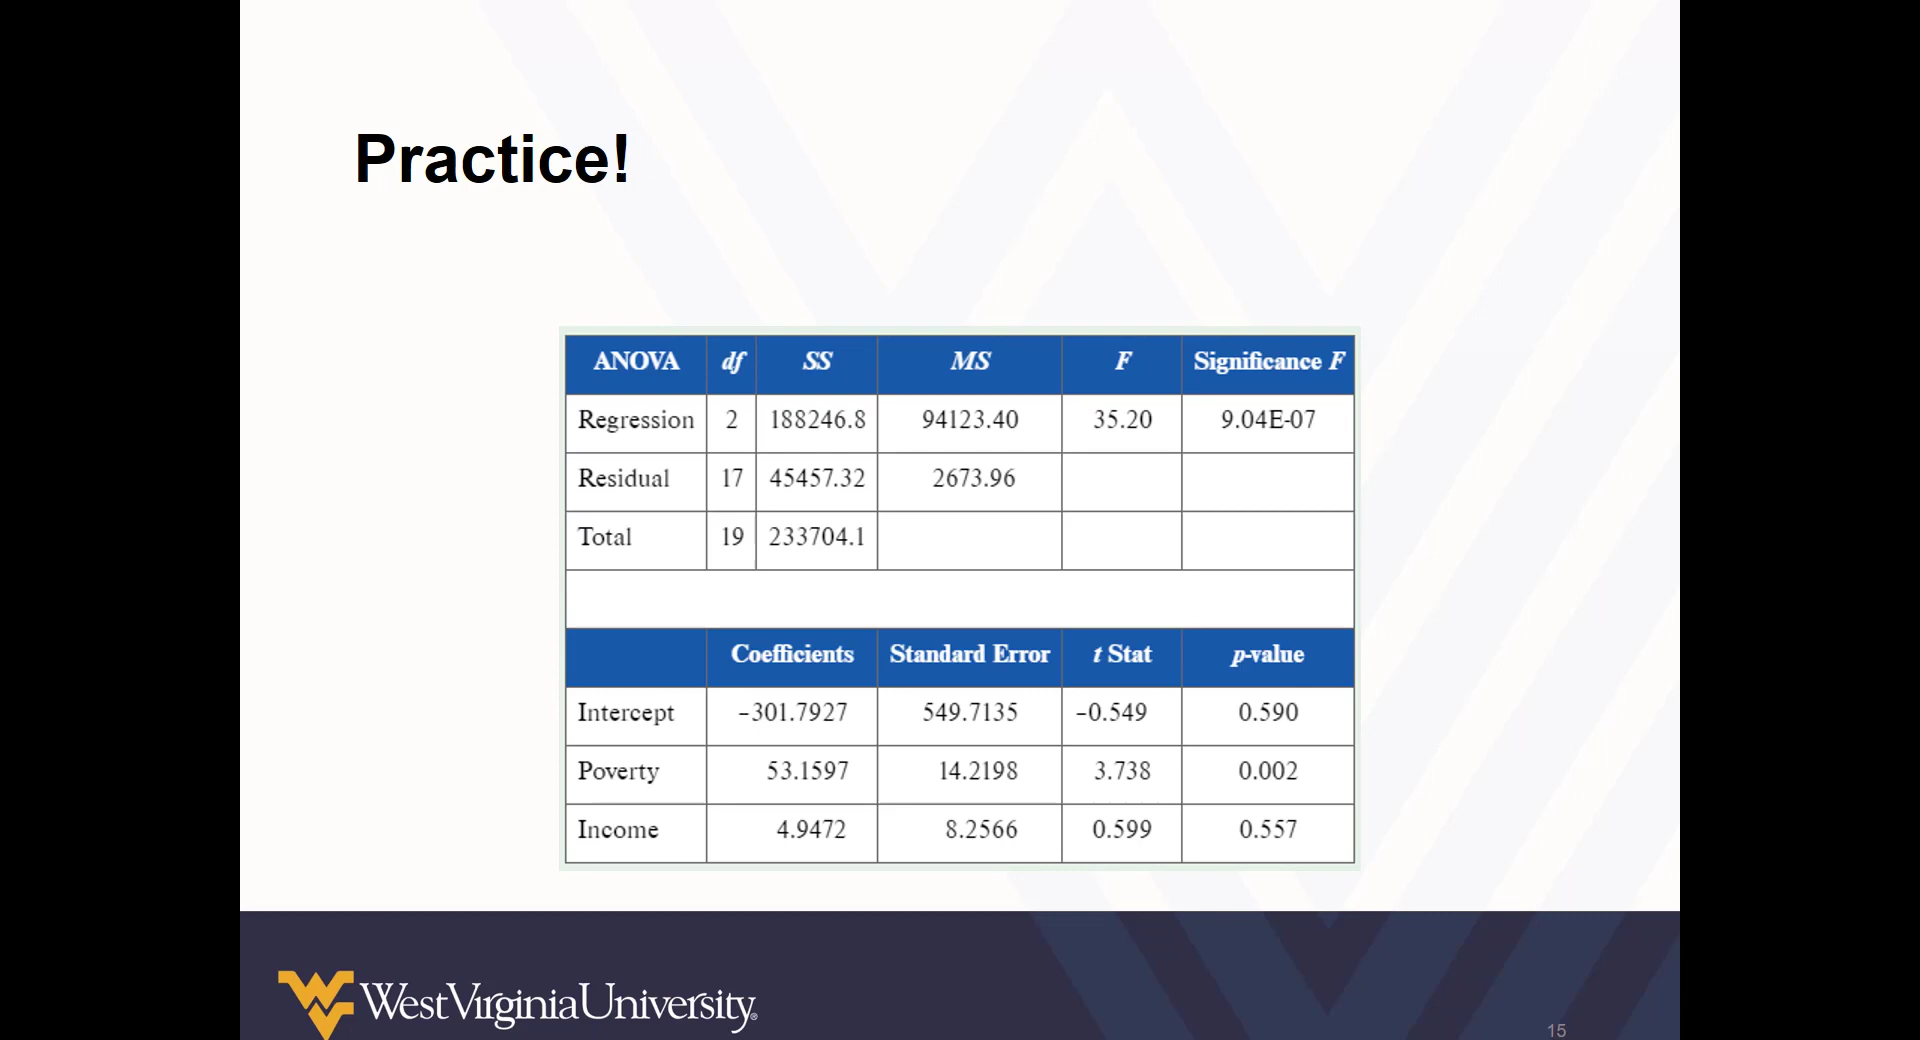 Practice!
ANOVA df SS MS F Significance F
Regression 2 188246.8 94123.40 35.20 9.04E-07
Residual 17 45457.32 2673.96
Total 19 233704.1
Coefficients Standard Error t Stat p-value
Intercept −301.7927 549.7135 −0.549 0.590
Poverty 53.1597 14.2198 3.738 0.002
Income 4.9472 8.2566 0.599 0.557
WestVirginiaUniversity®
15